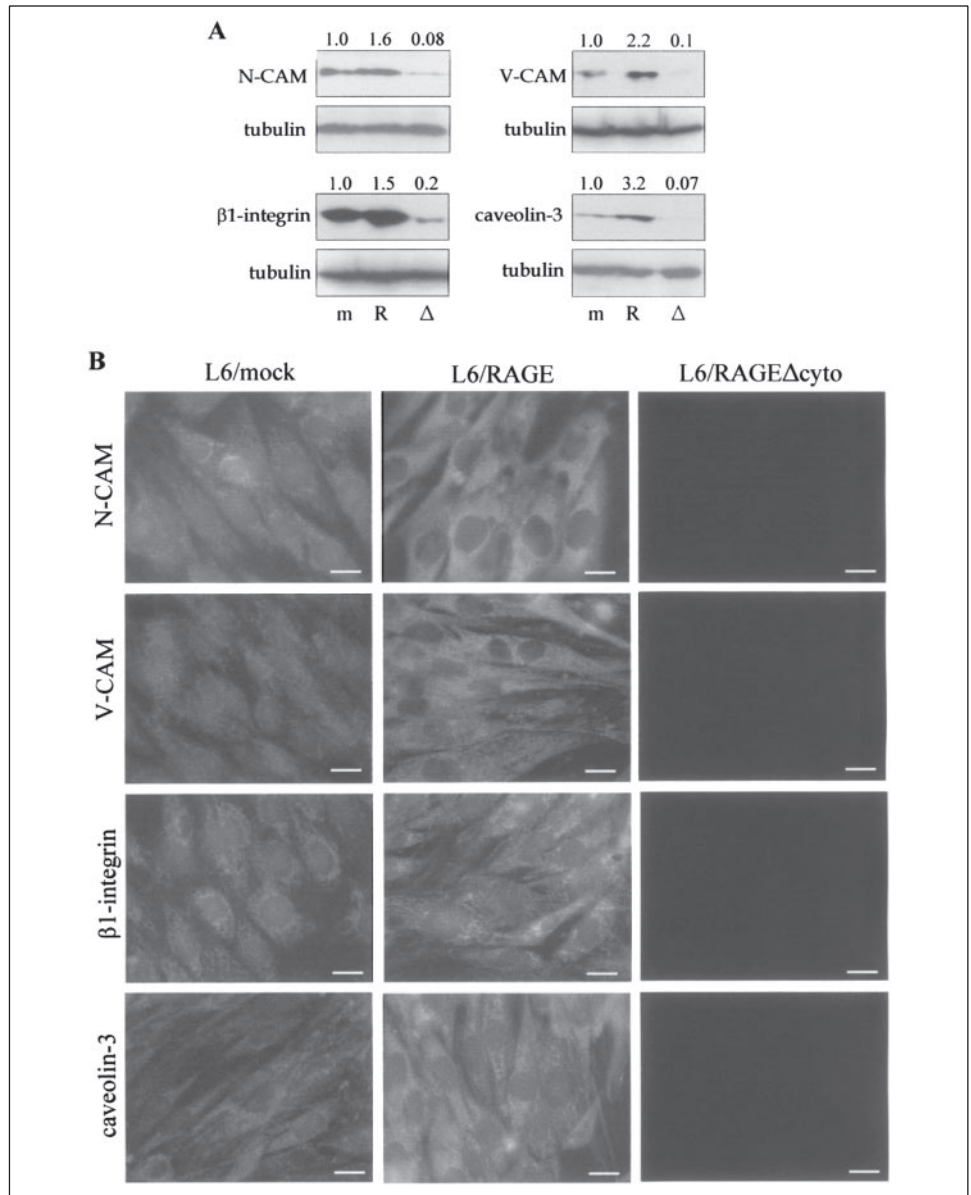 A
1.0 1.6 0.08
N-CAM
tubulin
1.0 2.2 0.1
V-CAM
tubulin
1.0 1.5 0.2
β1-integrin
tubulin
m R Δ
1.0 3.2 0.07
caveolin-3
tubulin
m R Δ
B
L6/mock L6/RAGE L6/RAGEΔcyto
N-CAM
V-CAM
β1-integrin
caveolin-3